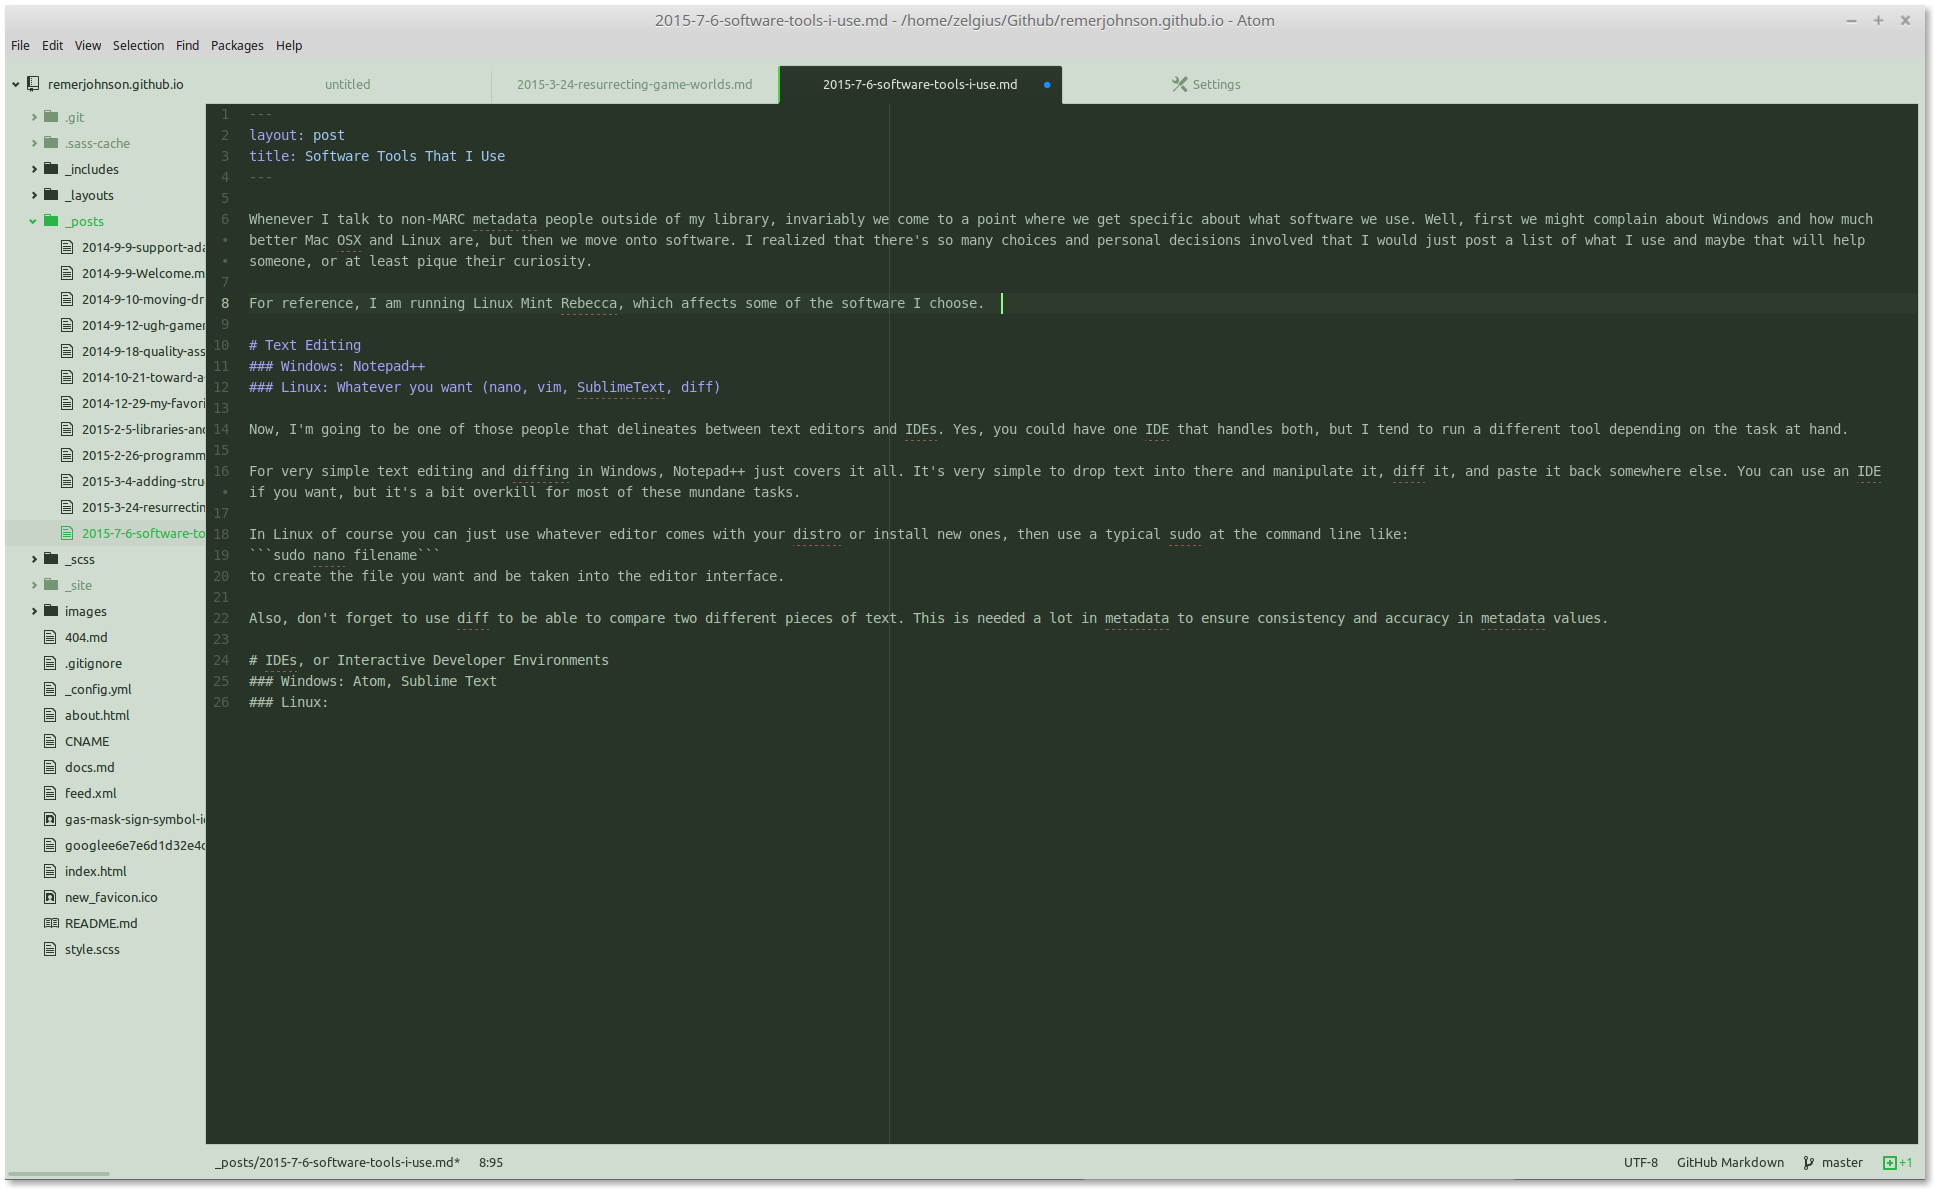 2015-7-6-software-tools-i-use.md - /home/zelgius/Github/remerjohnson.github.io - Atom
File Edit View Selection Find Packages Help
remerjohnson.github.io
untitled
2015-3-24-resurrecting-game-worlds.md
2015-7-6-software-tools-i-use.md
Settings
.git
.sass-cache
_includes
_layouts
_posts
2014-9-9-support-ada
2014-9-9-Welcome.m
2014-9-10-moving-dr
2014-9-12-ugh-gamer
2014-9-18-quality-ass
2014-10-21-toward-a-
2014-12-29-my-favori
2015-2-5-libraries-and
2015-2-26-programm
2015-3-4-adding-stru
2015-3-24-resurrectin
2015-7-6-software-to
_scss
_site
images
404.md
.gitignore
_config.yml
about.html
CNAME
docs.md
feed.xml
gas-mask-sign-symbol-i
googlee6e7e6d1d32e4
index.html
new_favicon.ico
README.md
style.scss
1 ---
2 layout: post
3 title: Software Tools That I Use
4 ---
5
6 Whenever I talk to non-MARC metadata people outside of my library, invariably we come to a point where we get specific about what software we use. Well, first we might complain about Windows and how much
• better Mac OSX and Linux are, but then we move onto software. I realized that there's so many choices and personal decisions involved that I would just post a list of what I use and maybe that will help
• someone, or at least pique their curiosity.
7
8 For reference, I am running Linux Mint Rebecca, which affects some of the software I choose.
9
10 # Text Editing
11 ### Windows: Notepad++
12 ### Linux: Whatever you want (nano, vim, SublimeText, diff)
13
14 Now, I'm going to be one of those people that delineates between text editors and IDEs. Yes, you could have one IDE that handles both, but I tend to run a different tool depending on the task at hand.
15
16 For very simple text editing and diffing in Windows, Notepad++ just covers it all. It's very simple to drop text into there and manipulate it, diff it, and paste it back somewhere else. You can use an IDE
• if you want, but it's a bit overkill for most of these mundane tasks.
17
18 In Linux of course you can just use whatever editor comes with your distro or install new ones, then use a typical sudo at the command line like:
19 ```sudo nano filename```
20 to create the file you want and be taken into the editor interface.
21
22 Also, don't forget to use diff to be able to compare two different pieces of text. This is needed a lot in metadata to ensure consistency and accuracy in metadata values.
23
24 # IDEs, or Interactive Developer Environments
25 ### Windows: Atom, Sublime Text
26 ### Linux:
_posts/2015-7-6-software-tools-i-use.md* 8:95
UTF-8 GitHub Markdown master +1